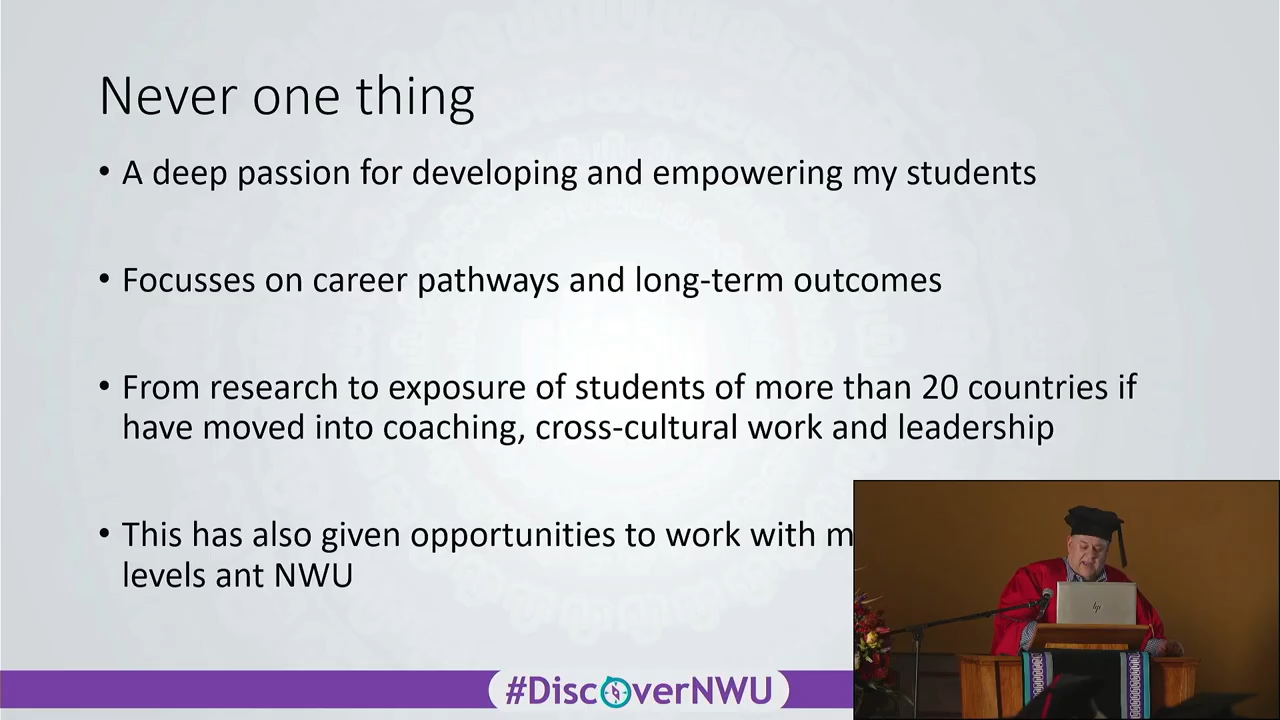 Never one thing
• A deep passion for developing and empowering my students
• Focusses on career pathways and long-term outcomes
• From research to exposure of students of more than 20 countries if
have moved into coaching, cross-cultural work and leadership
• This has also given opportunities to work with m
levels ant NWU
#DiscoverNWU
hp